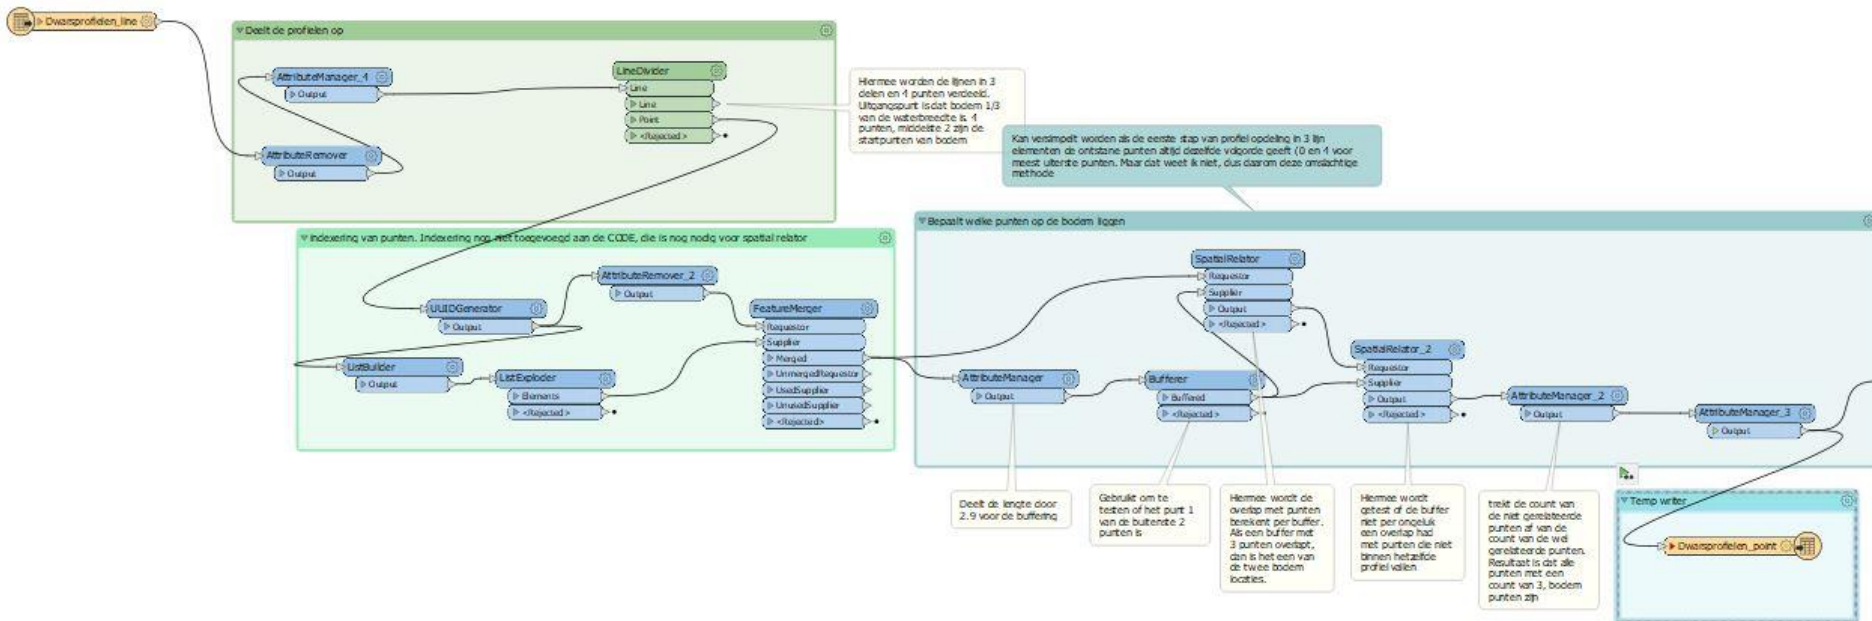 Dwarsprofielen_line
Deelt de profielen op
AttributeManager_4
Output
AttributeRemover
Output
LineDivider
Line
Line
Point
<Rejected>
Hiermee worden de lijnen in 3
delen en 4 punten verdeeld.
Uitgangspunt is dat bodem 1/3
van de waterbreedte is. 4
punten, middelste 2 zijn de
startpunten van bodem
Kan versimpelt worden als de eerste stap van profiel opdeling in 3 lijn
elementen de ontstane punten altijd dezelfde volgorde geeft (0 en 4 voor
meest uiterste punten. Maar dat weet ik niet, dus daarom deze omslachtige
methode
Indexering van punten. Indexering nog niet toegevoegd aan de CODE, die is nog nodig voor spatial relator
UUIDGenerator
Output
AttributeRemover_2
Output
ListBuilder
Output
ListExploder
Elements
<Rejected>
FeatureMerger
Requestor
Supplier
Merged
UnmergedRequestor
UsedSupplier
UnusedSupplier
<Rejected>
Bepaalt welke punten op de bodem liggen
SpatialRelator
Requestor
Supplier
Output
<Rejected>
AttributeManager
Output
Bufferer
Buffered
<Rejected>
SpatialRelator_2
Requestor
Supplier
Output
<Rejected>
AttributeManager_2
Output
AttributeManager_3
Output
Deelt de lengte door
2.9 voor de buffering
Gebruikt om te
testen of het punt 1
van de buitenste 2
punten is
Hiermee wordt de
overlap met punten
berekent per buffer.
Als een buffer met
3 punten overlapt,
dan is het een van
de twee bodem
locaties.
Hiermee wordt
getest of de buffer
niet per ongeluk
een overlap had
met punten die niet
binnen hetzelfde
profiel vallen
trekt de count van
de niet gerelateerde
punten af van de
count van de wel
gerelateerde punten.
Resultaat is dat alle
punten met een
count van 3, bodem
punten zijn
Temp writer
Dwarsprofielen_point